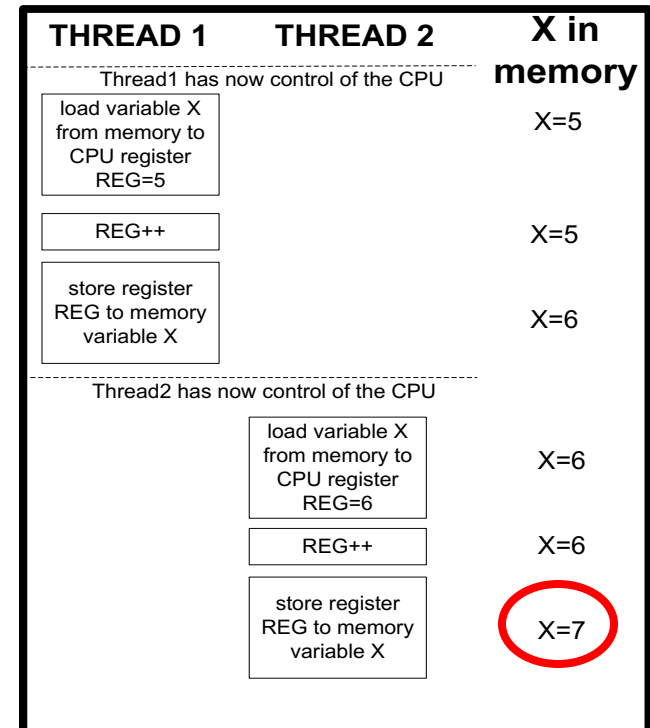 THREAD 1 THREAD 2 X in
memory
Thread1 has now control of the CPU
load variable X
from memory to
CPU register
REG=5
X=5
REG++
X=5
store register
REG to memory
variable X
X=6
Thread2 has now control of the CPU
load variable X
from memory to
CPU register
REG=6
X=6
REG++
X=6
store register
REG to memory
variable X
X=7